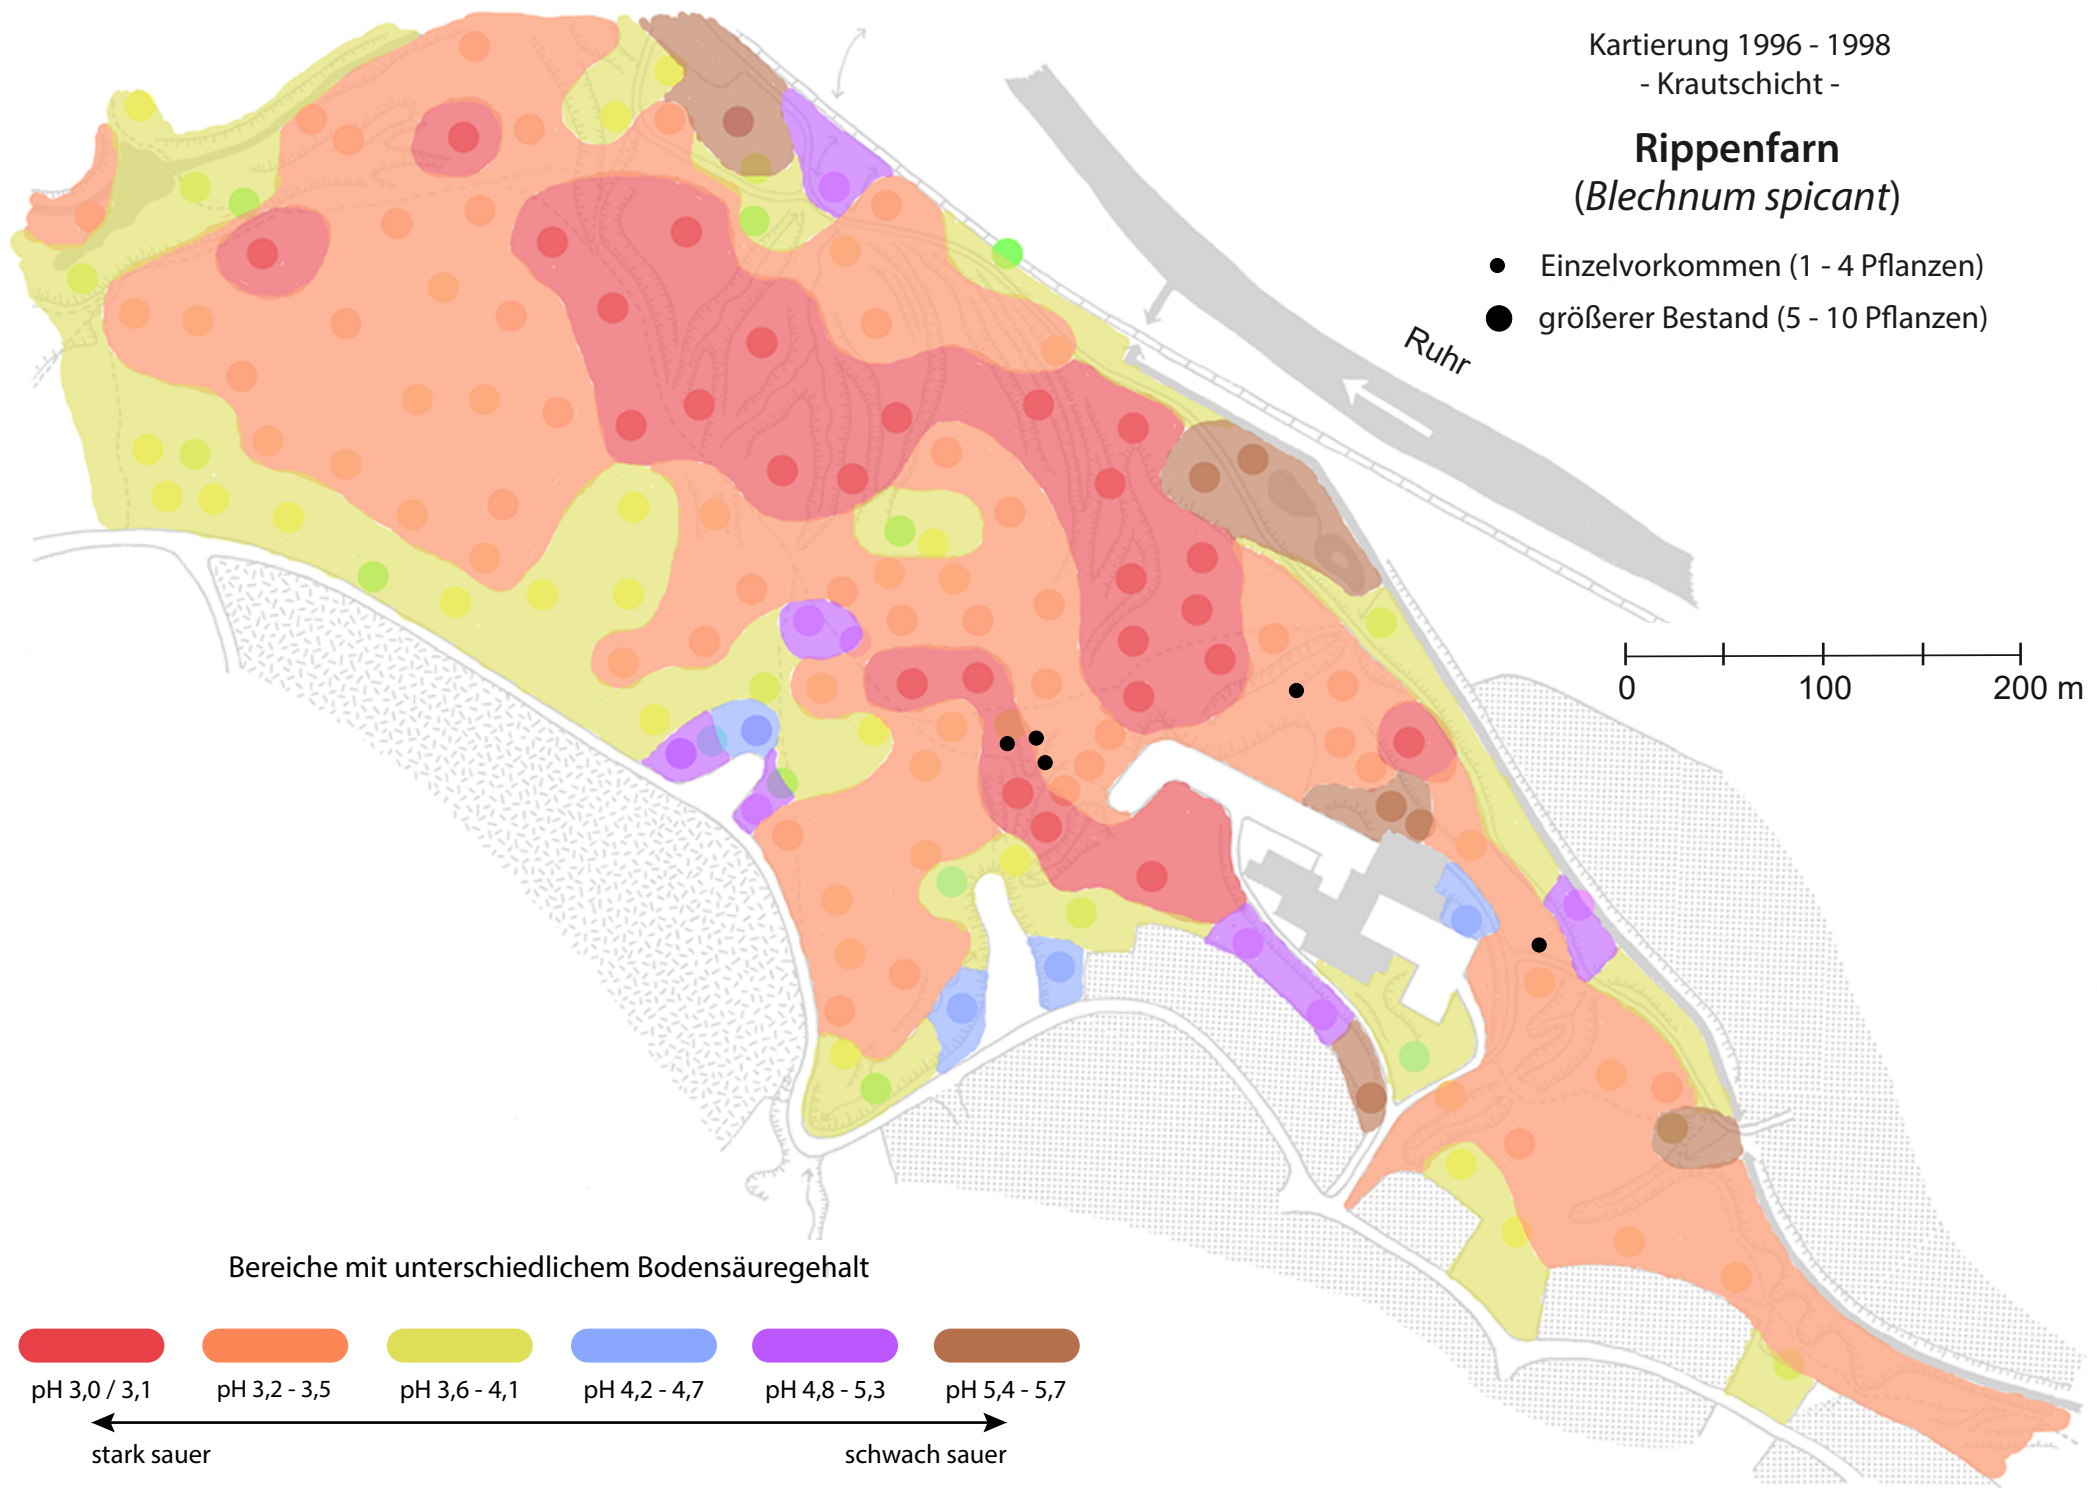 Kartierung 1996 - 1998
- Krautschicht -
Rippenfarn
(Blechnum spicant)
Einzelvorkommen (1 - 4 Pflanzen)
größerer Bestand (5 - 10 Pflanzen)
Ruhr
0 100 200 m
Bereiche mit unterschiedlichem Bodensäuregehalt
pH 3,0 / 3,1 pH 3,2 - 3,5 pH 3,6 - 4,1 pH 4,2 - 4,7 pH 4,8 - 5,3 pH 5,4 - 5,7
stark sauer schwach sauer